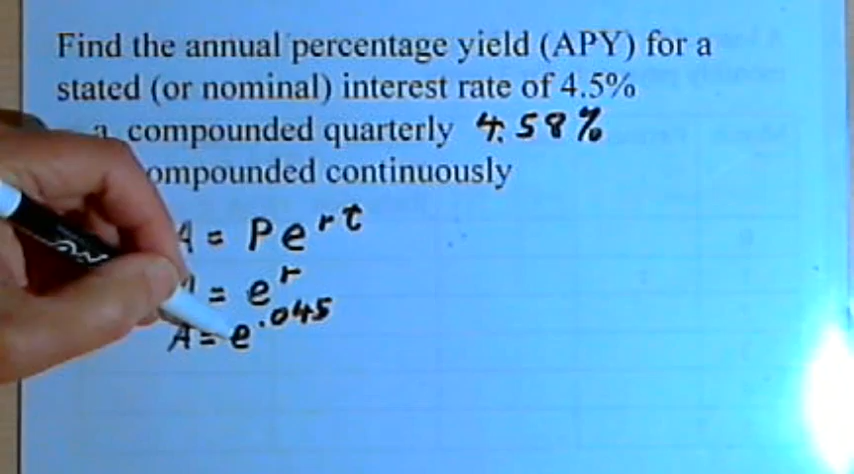 Find the annual percentage yield (APY) for a
stated (or nominal) interest rate of 4.5%
a compounded quarterly 4.58%
ompounded continuously
A = Pe^rt
= e^r
A = e^.045